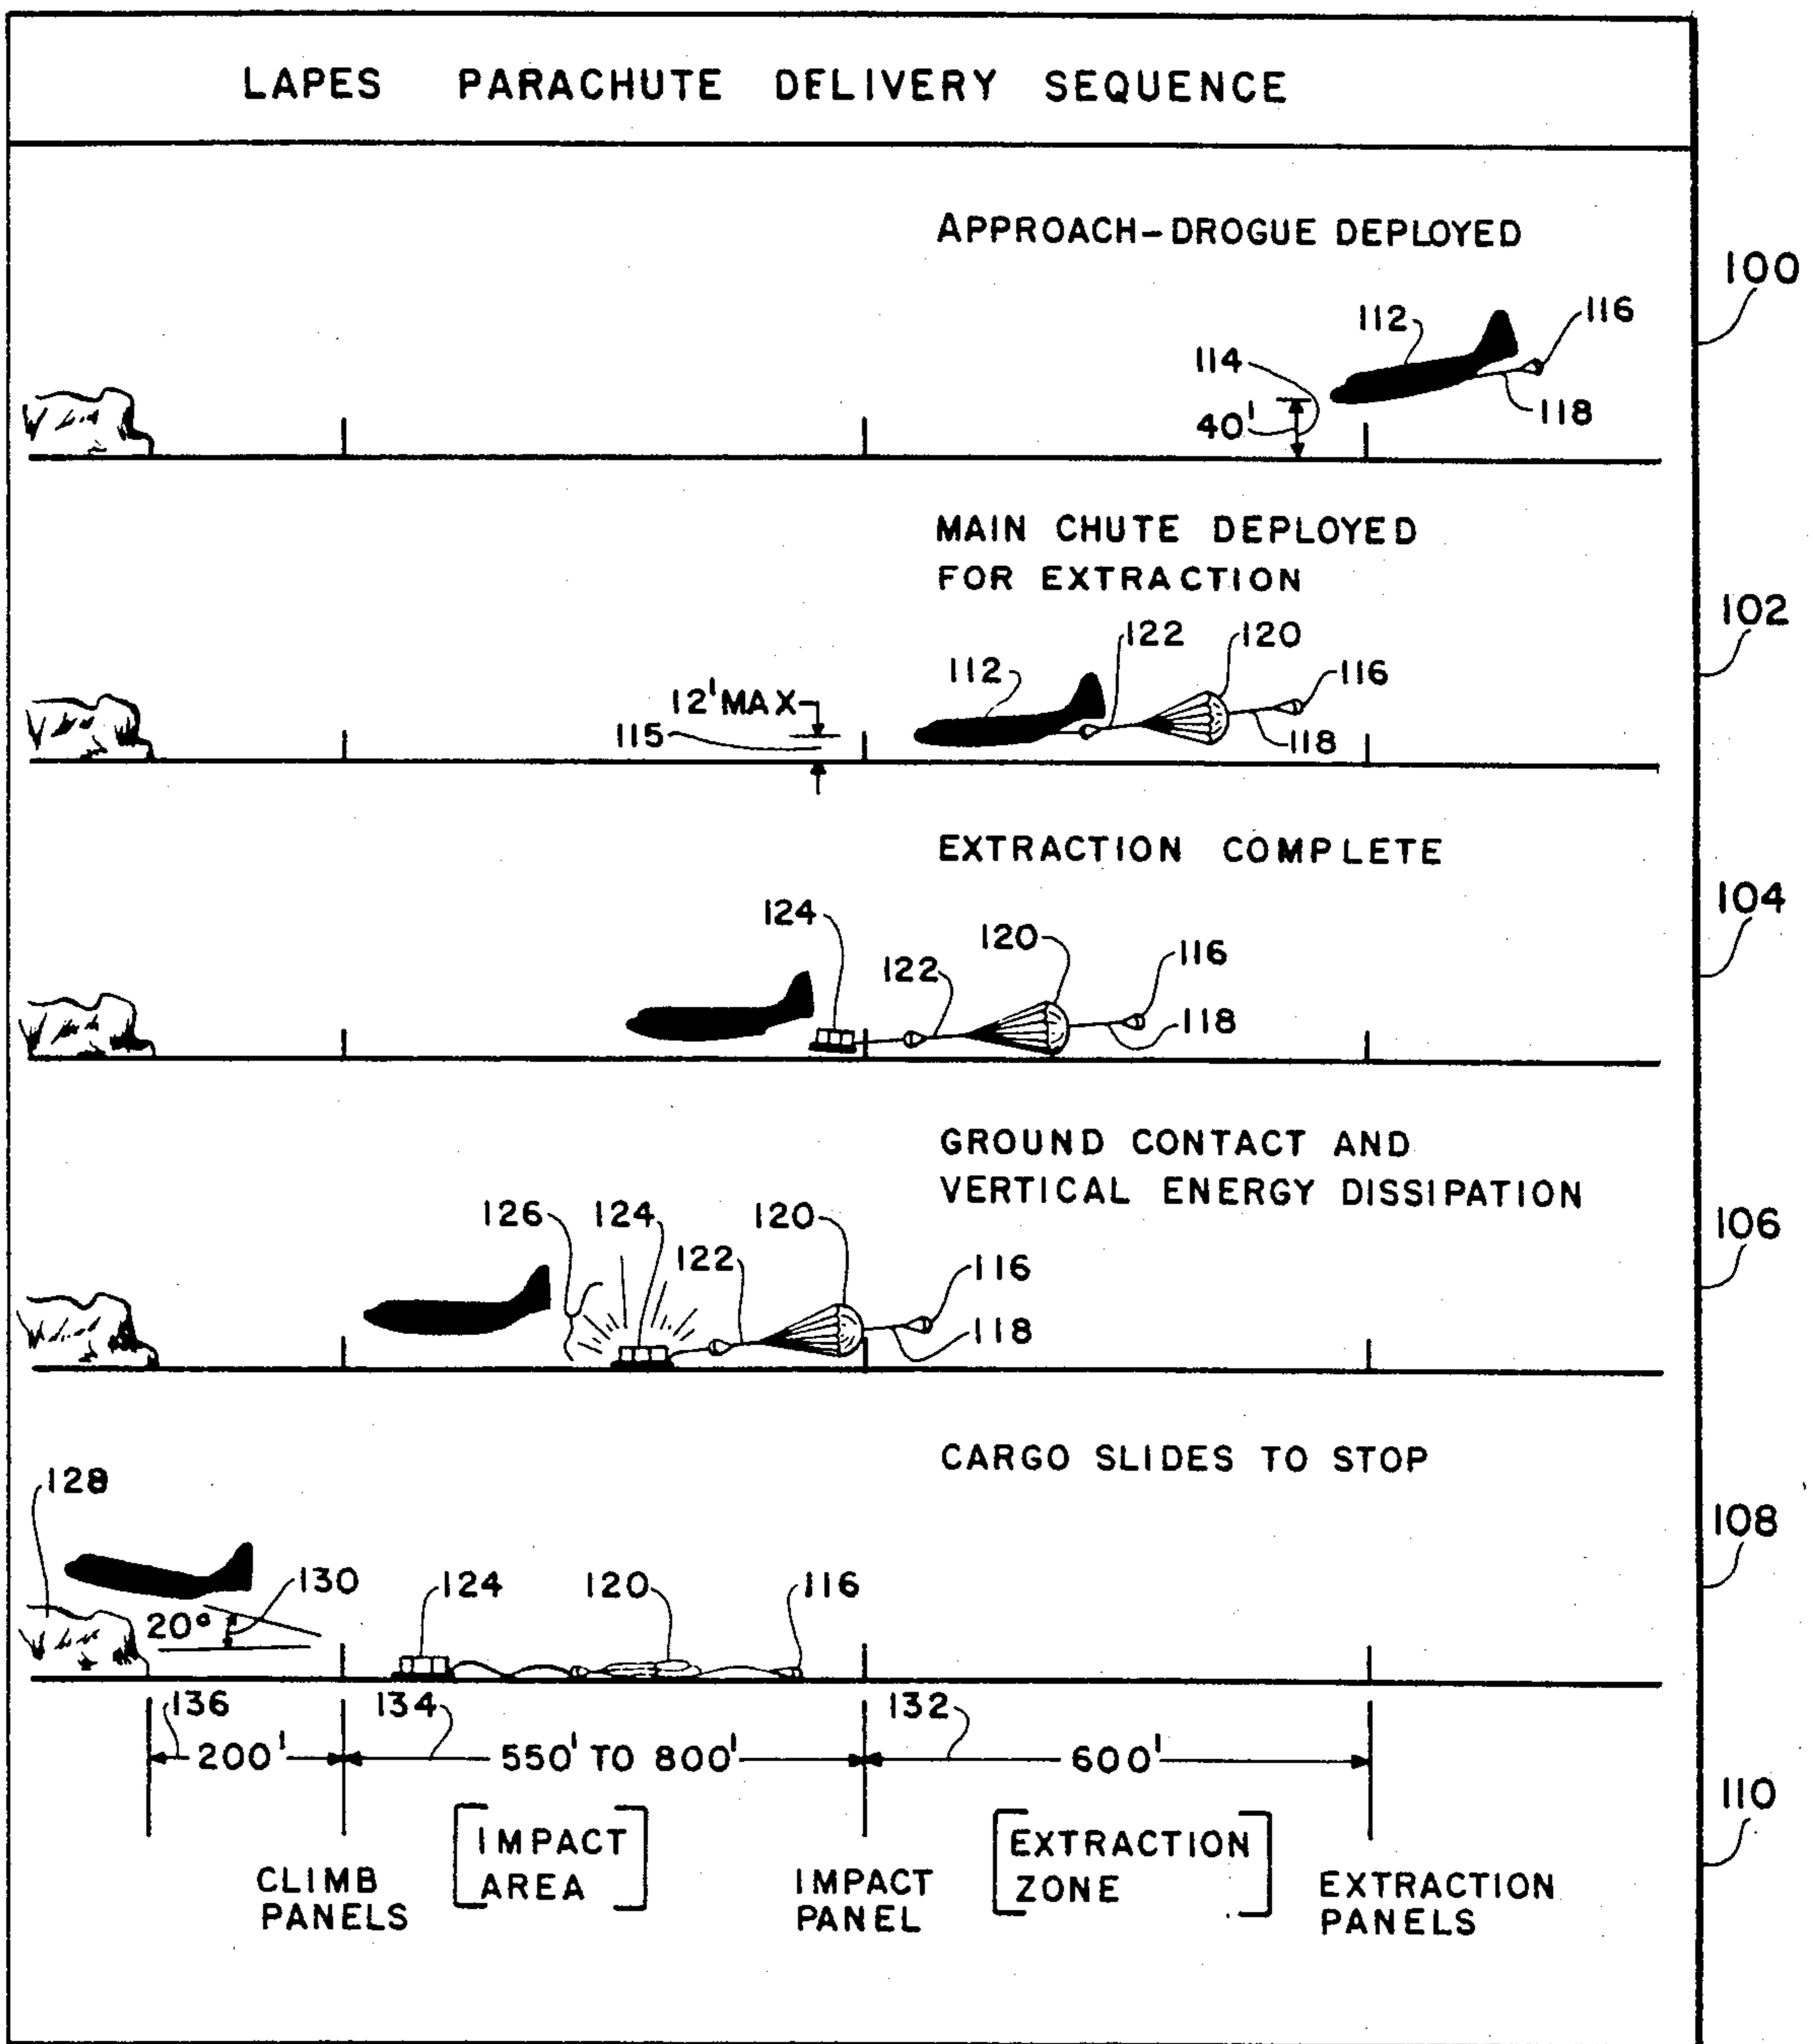 LAPES PARACHUTE DELIVERY SEQUENCE
APPROACH-DROGUE DEPLOYED
100
112
116
114
40'
118
MAIN CHUTE DEPLOYED
FOR EXTRACTION
102
122
120
112
116
12' MAX
115
118
EXTRACTION COMPLETE
104
124
120
122
116
118
GROUND CONTACT AND
VERTICAL ENERGY DISSIPATION
106
126
124
120
122
116
118
CARGO SLIDES TO STOP
108
128
130
124
120
116
20°
136
134
132
200'
550' TO 800'
600'
110
[IMPACT
AREA]
[EXTRACTION
ZONE]
CLIMB
PANELS
IMPACT
PANEL
EXTRACTION
PANELS